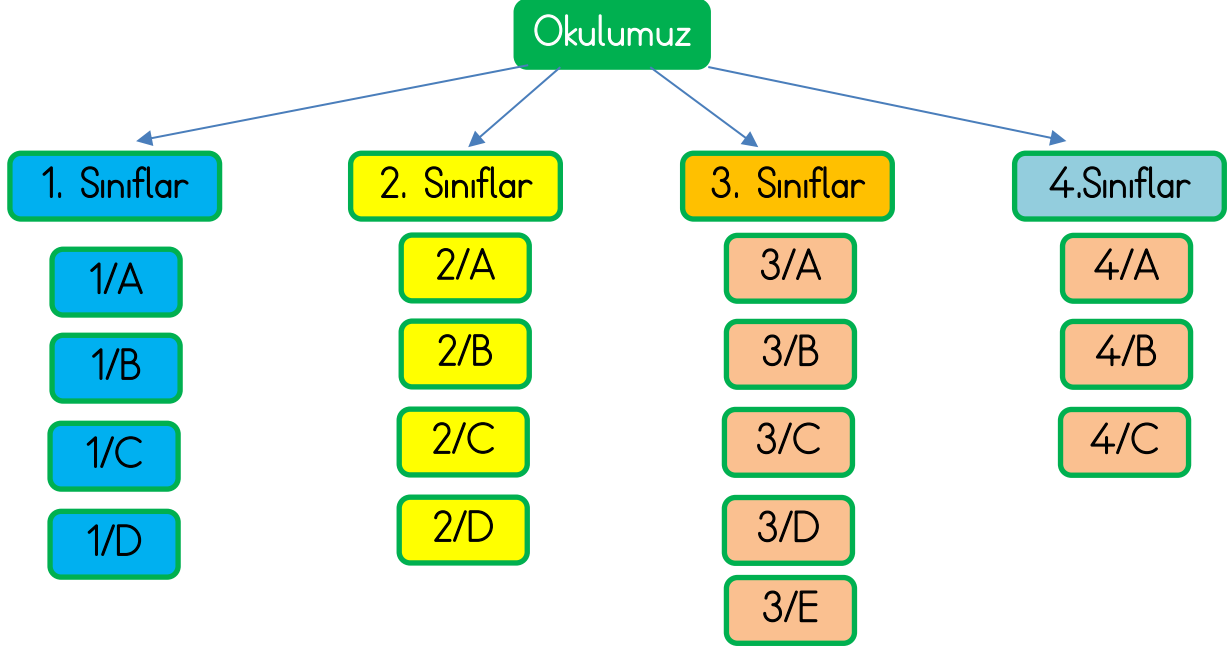 Okulumuz
1. Sınıflar
2. Sınıflar
3. Sınıflar
4.Sınıflar
1/A
1/B
1/C
1/D
2/A
2/B
2/C
2/D
3/A
3/B
3/C
3/D
3/E
4/A
4/B
4/C